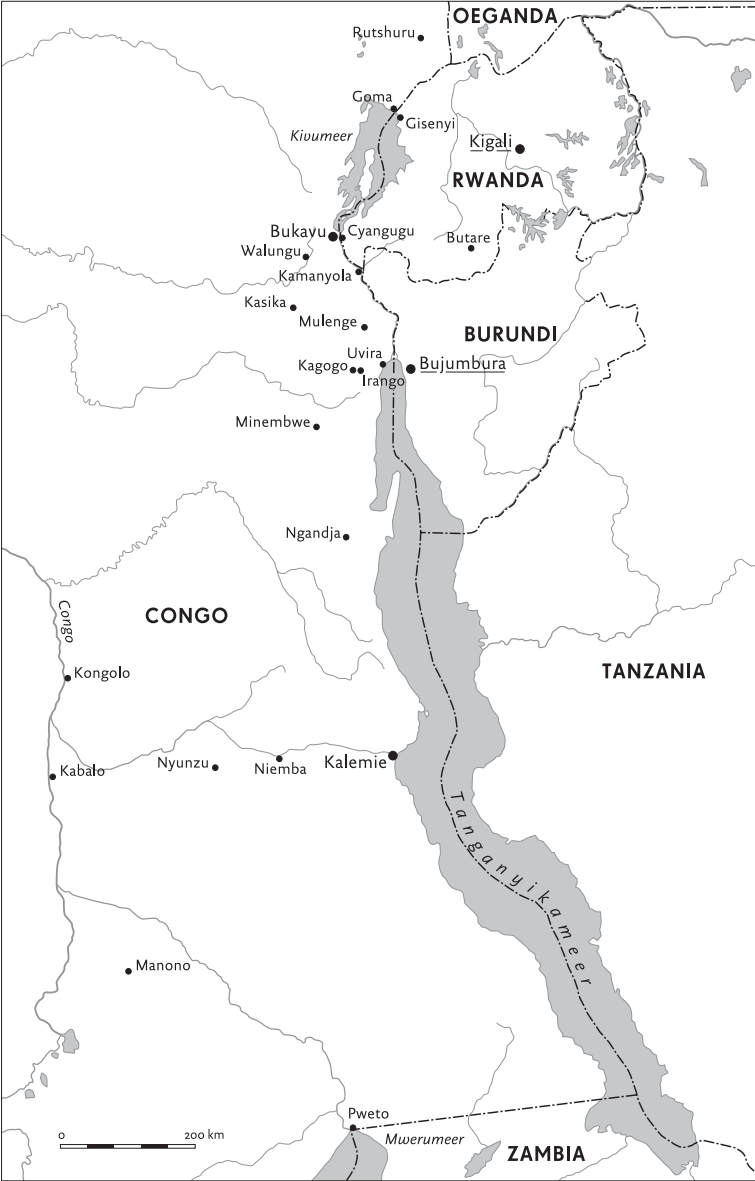 OEGANDA
Rutshuru
Goma
Gisenyi
Kivumeer
Kigali
RWANDA
Bukavu
Cyangugu
Butare
Walungu
Kamanyola
Kasika
Mulenge
BURUNDI
Uvira
Kagogo
Bujumbura
Irango
Minembwe
Ngandja
Congo
CONGO
TANZANIA
Kongolo
Nyunzu
Niemba
Kalemie
Kabalo
Tanganyikameer
Manono
Pweto
0 200 km
Mwerumeer
ZAMBIA